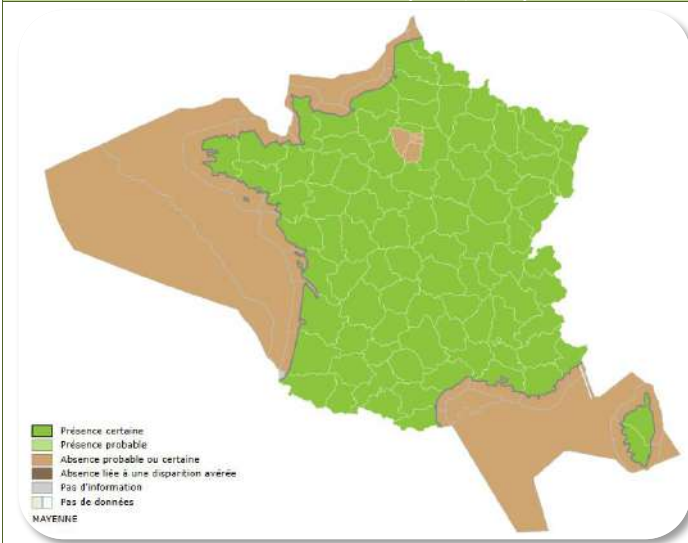 Présence certaine
Présence probable
Absence probable ou certaine
Absence liée à une disparition avérée
Pas d'information
Pas de données
MAYENNE